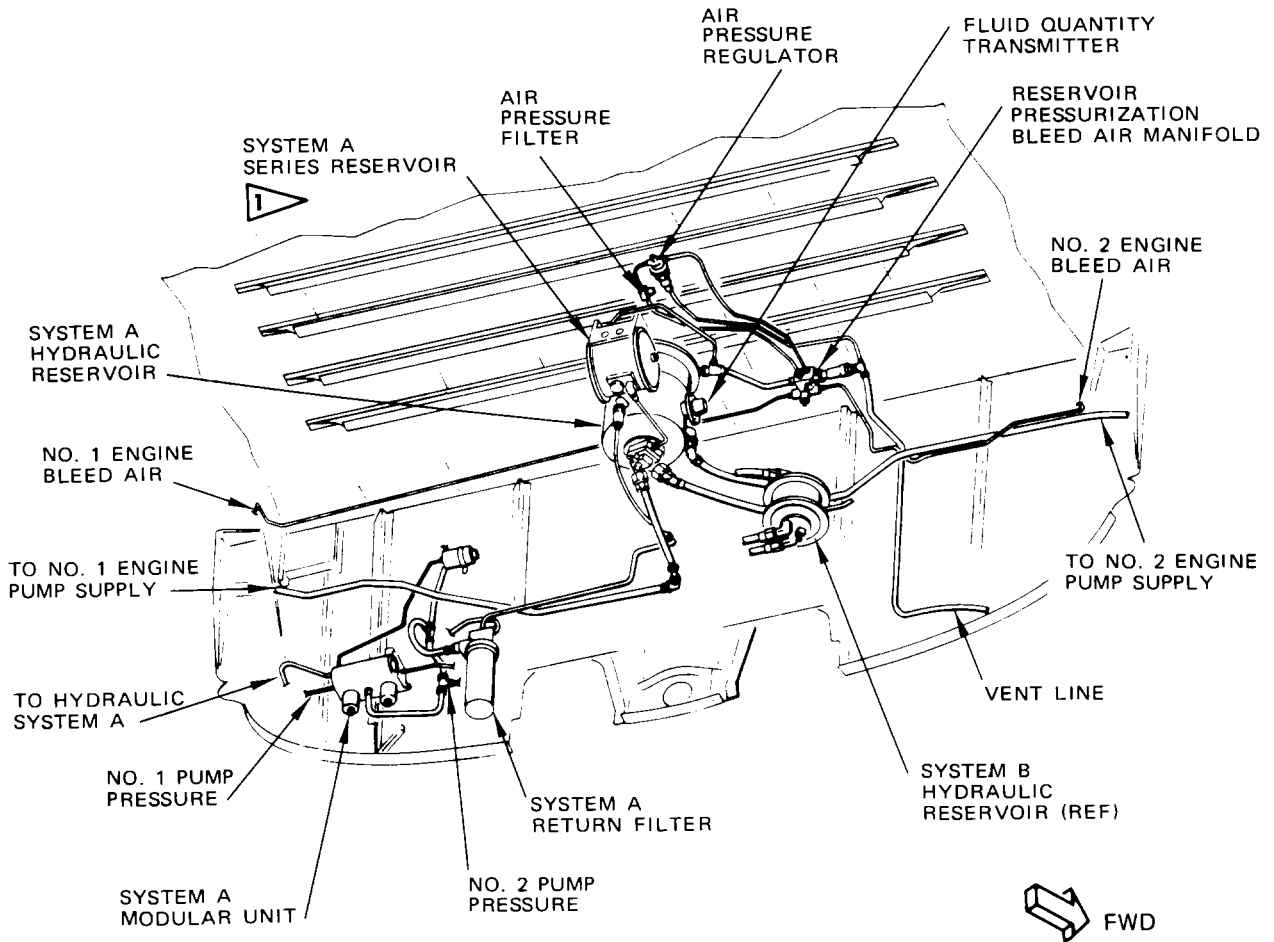 AIR
PRESSURE
REGULATOR
FLUID QUANTITY
TRANSMITTER
AIR
PRESSURE
FILTER
RESERVOIR
PRESSURIZATION
BLEED AIR MANIFOLD
SYSTEM A
SERIES RESERVOIR
1
NO. 2 ENGINE
BLEED AIR
SYSTEM A
HYDRAULIC
RESERVOIR
NO. 1 ENGINE
BLEED AIR
TO NO. 1 ENGINE
PUMP SUPPLY
TO NO. 2 ENGINE
PUMP SUPPLY
TO HYDRAULIC
SYSTEM A
VENT LINE
NO. 1 PUMP
PRESSURE
SYSTEM A
RETURN FILTER
SYSTEM B
HYDRAULIC
RESERVOIR (REF)
SYSTEM A
MODULAR UNIT
NO. 2 PUMP
PRESSURE
FWD